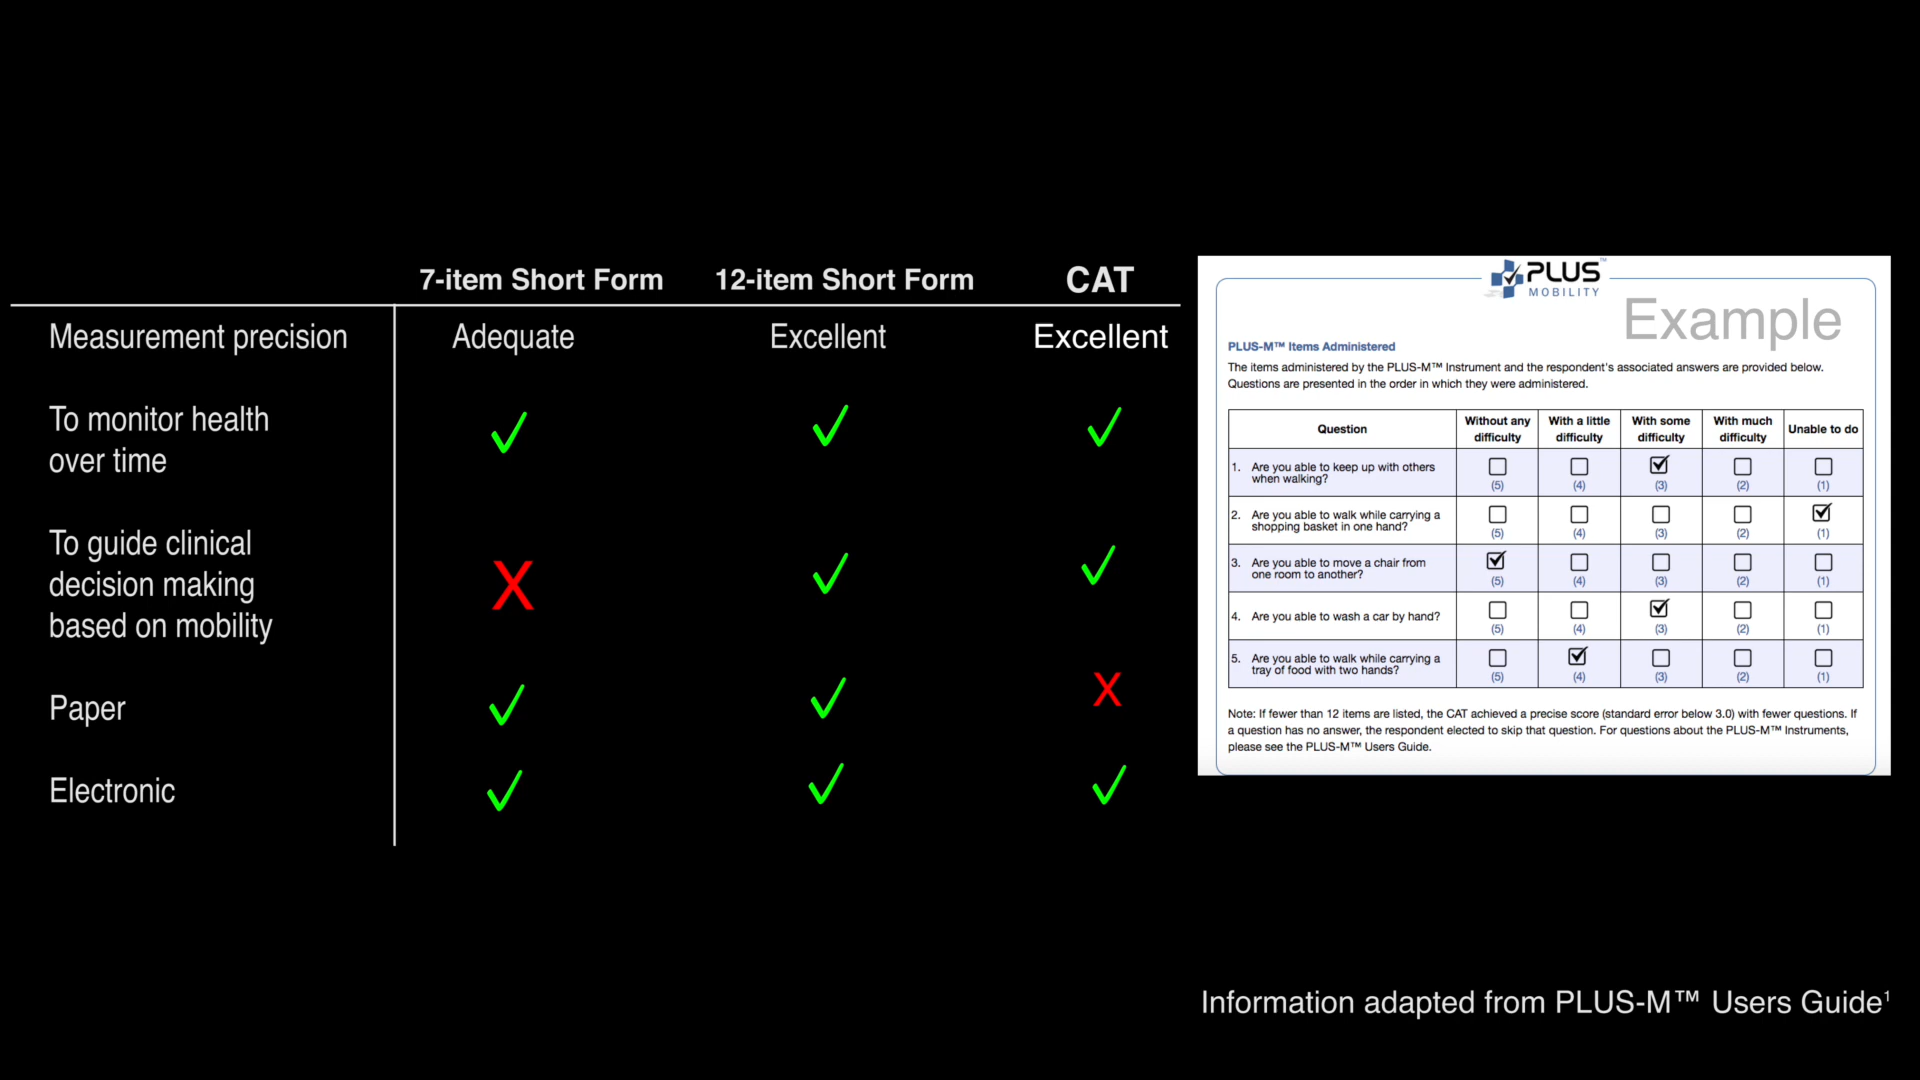 7-item Short Form 12-item Short Form CAT
Measurement precision Adequate Excellent Excellent
To monitor health
over time
To guide clinical
decision making
based on mobility
X
Paper
X
Electronic
PLUS™
MOBILITY
Example
PLUS-M™ Items Administered
The items administered by the PLUS-M™ Instrument and the respondent's associated answers are provided below.
Questions are presented in the order in which they were administered.
Question
Without any
difficulty
With a little
difficulty
With some
difficulty
With much
difficulty
Unable to do
1. Are you able to keep up with others
when walking?
(5) (4) (3) (2) (1)
2. Are you able to walk while carrying a
shopping basket in one hand?
(5) (4) (3) (2) (1)
3. Are you able to move a chair from
one room to another?
(5) (4) (3) (2) (1)
4. Are you able to wash a car by hand?
(5) (4) (3) (2) (1)
5. Are you able to walk while carrying a
tray of food with two hands?
(5) (4) (3) (2) (1)
Note: If fewer than 12 items are listed, the CAT achieved a precise score (standard error below 3.0) with fewer questions. If
a question has no answer, the respondent elected to skip that question. For questions about the PLUS-M™ Instruments,
please see the PLUS-M™ Users Guide.
Information adapted from PLUS-M™ Users Guide¹